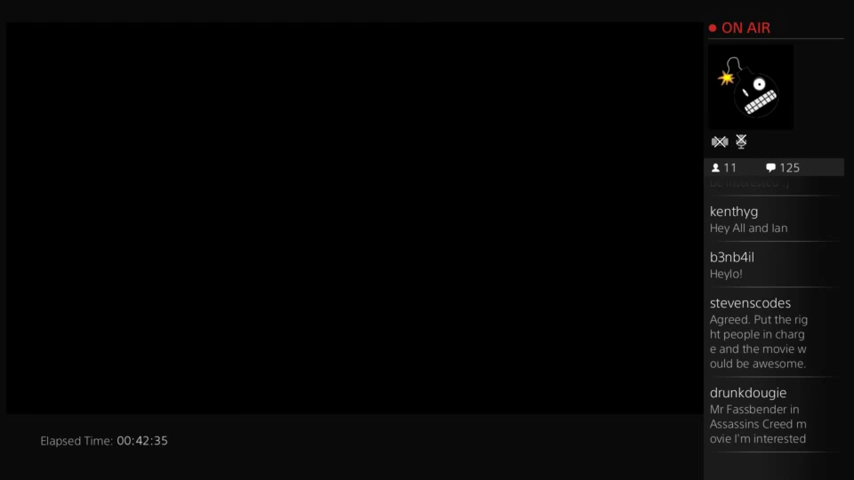 ON AIR
11 125
be interested :)
kenthyg
Hey All and Ian
b3nb4il
Heylo!
stevenscodes
Agreed. Put the rig
ht people in charg
e and the movie w
ould be awesome.
drunkdougie
Mr Fassbender in
Assassins Creed m
ovie I'm interested
Elapsed Time: 00:42:35